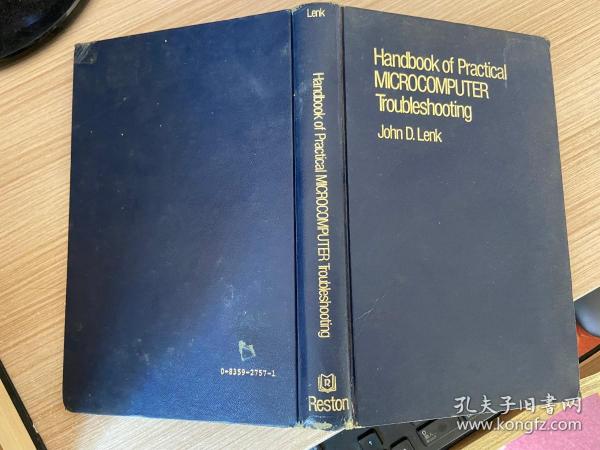 Handbook of Practical
MICROCOMPUTER
Troubleshooting
John D. Lenk
Lenk
Handbook of Practical MICROCOMPUTER Troubleshooting
R
Reston
0-8359-2757-1
孔夫子旧书网
www.kongfz.com